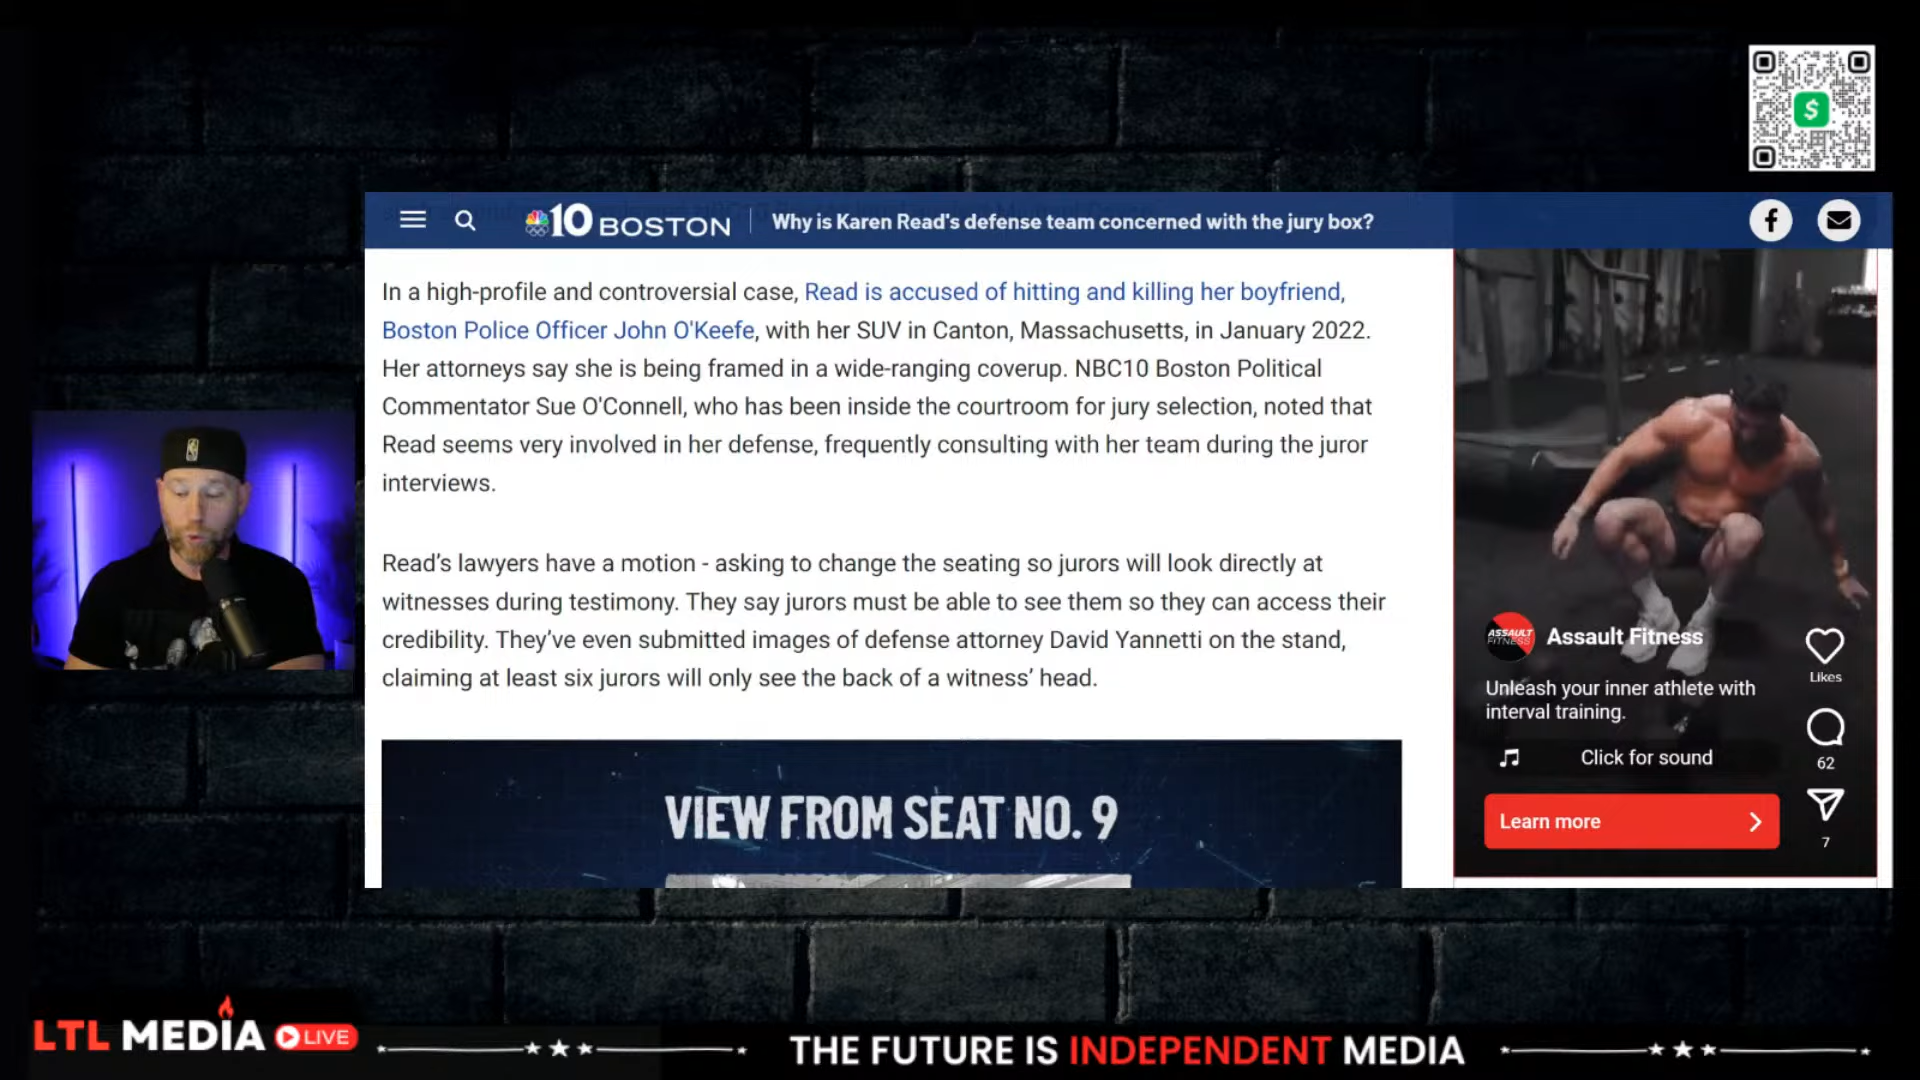 10 BOSTON
Why is Karen Read's defense team concerned with the jury box?
In a high-profile and controversial case, Read is accused of hitting and killing her boyfriend,
Boston Police Officer John O'Keefe, with her SUV in Canton, Massachusetts, in January 2022.
Her attorneys say she is being framed in a wide-ranging coverup. NBC10 Boston Political
Commentator Sue O'Connell, who has been inside the courtroom for jury selection, noted that
Read seems very involved in her defense, frequently consulting with her team during the juror
interviews.
Read’s lawyers have a motion - asking to change the seating so jurors will look directly at
witnesses during testimony. They say jurors must be able to see them so they can access their
credibility. They’ve even submitted images of defense attorney David Yannetti on the stand,
claiming at least six jurors will only see the back of a witness’ head.
VIEW FROM SEAT NO. 9
ASSAULT
FITNESS
Assault Fitness
Likes
Unleash your inner athlete with
interval training.
Click for sound
62
Learn more
7
LTL MEDIA LIVE
THE FUTURE IS INDEPENDENT MEDIA